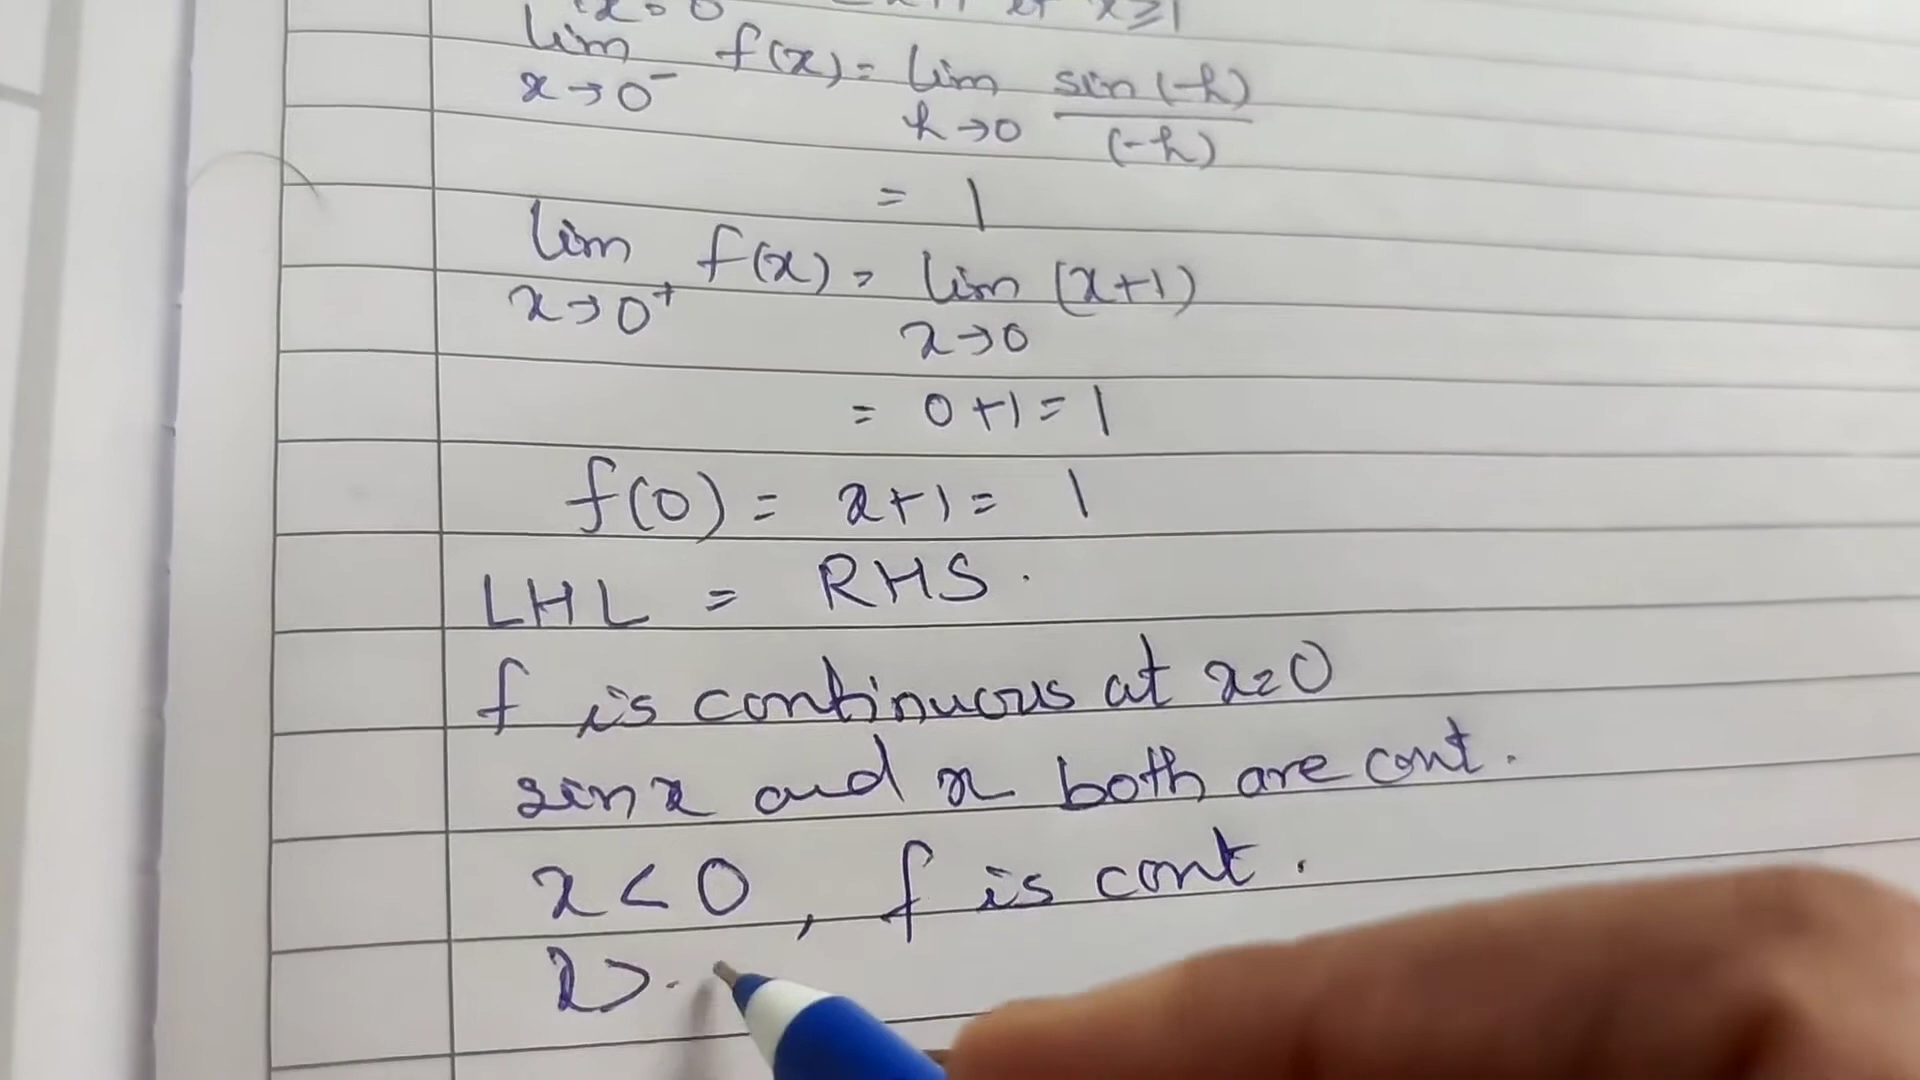 lim f(x) = lim sin(-h)
x→0⁻ h→0 (-h)
= 1
lim f(x) = lim (x+1)
x→0⁺ x→0
= 0+1 = 1
f(0) = x+1 = 1
LHL = RHS.
f is continuous at x=0
sinx and x both are cont.
x<0, f is cont.
x>